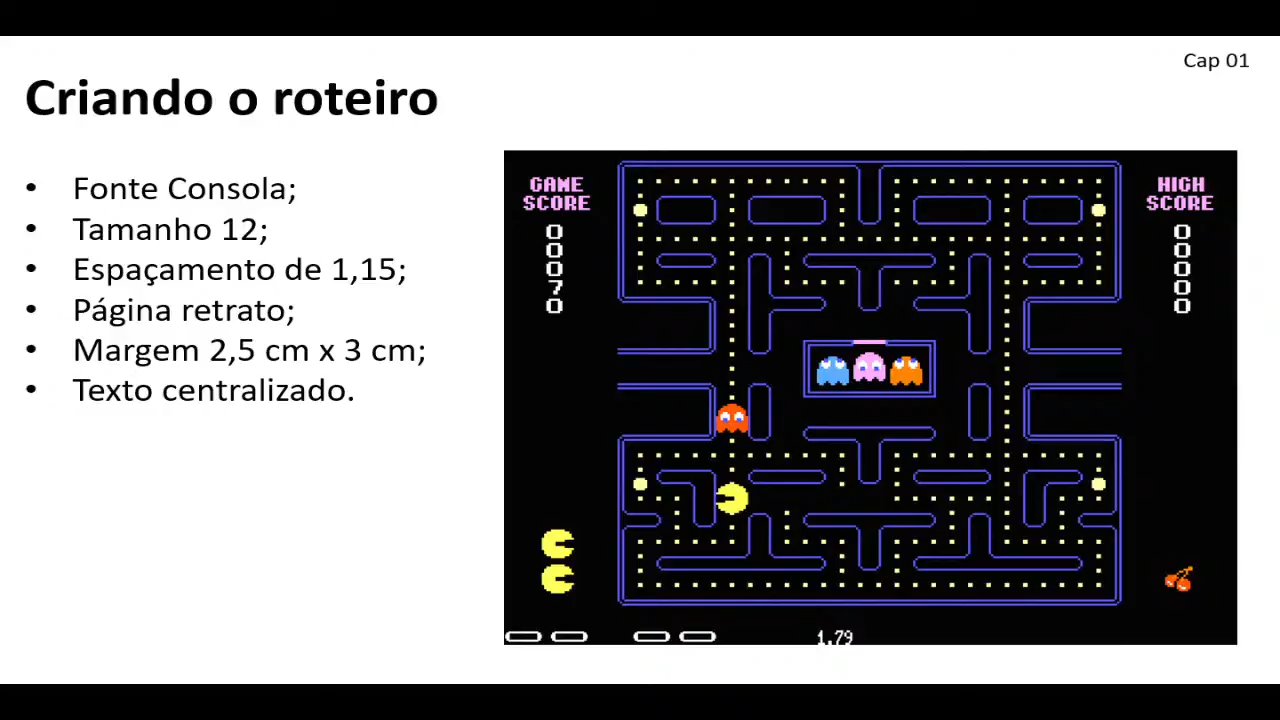 Cap 01
Criando o roteiro
• Fonte Consola;
• Tamanho 12;
• Espaçamento de 1,15;
• Página retrato;
• Margem 2,5 cm x 3 cm;
• Texto centralizado.
GAME
SCORE
0
0
0
7
0
HIGH
SCORE
0
0
0
0
0
1.79